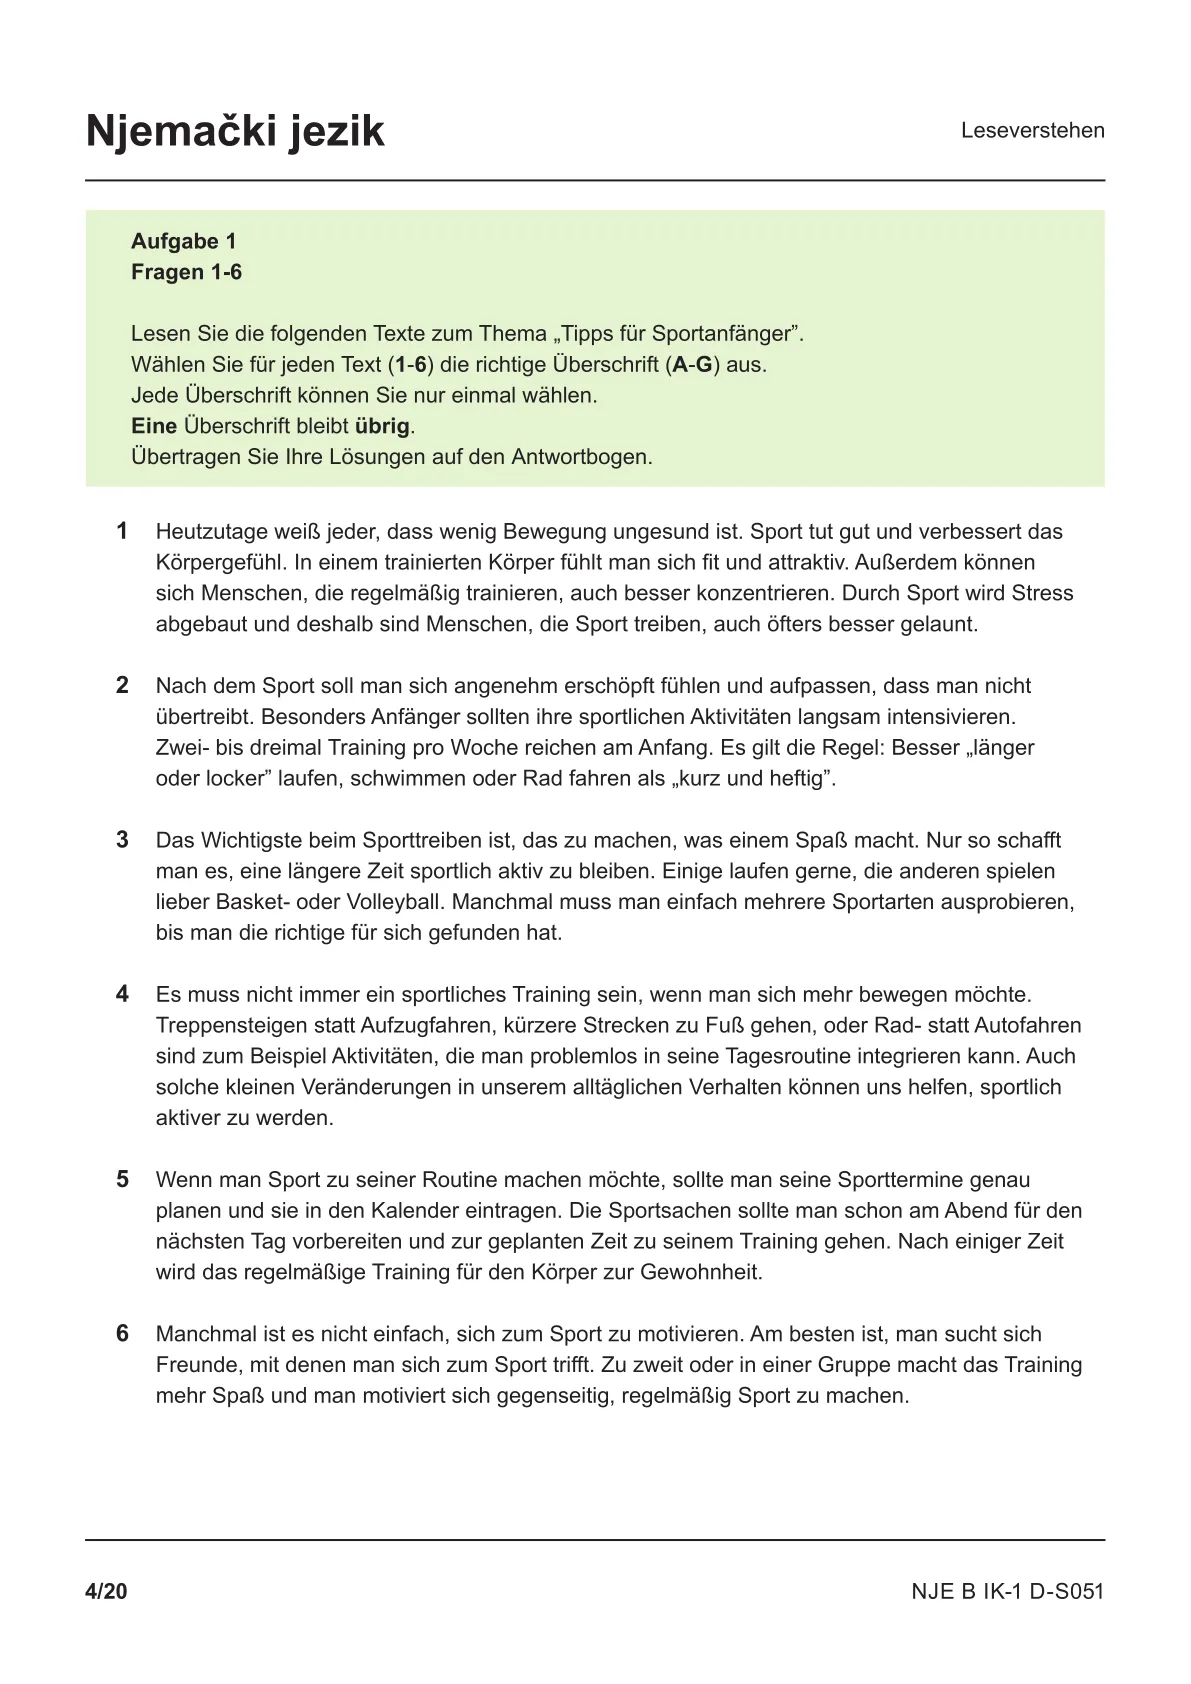 Njemački jezik
Leseverstehen
Aufgabe 1
Fragen 1-6
Lesen Sie die folgenden Texte zum Thema „Tipps für Sportanfänger”.
Wählen Sie für jeden Text (1-6) die richtige Überschrift (A-G) aus.
Jede Überschrift können Sie nur einmal wählen.
Eine Überschrift bleibt übrig.
Übertragen Sie Ihre Lösungen auf den Antwortbogen.
1 Heutzutage weiß jeder, dass wenig Bewegung ungesund ist. Sport tut gut und verbessert das
Körpergefühl. In einem trainierten Körper fühlt man sich fit und attraktiv. Außerdem können
sich Menschen, die regelmäßig trainieren, auch besser konzentrieren. Durch Sport wird Stress
abgebaut und deshalb sind Menschen, die Sport treiben, auch öfters besser gelaunt.
2 Nach dem Sport soll man sich angenehm erschöpft fühlen und aufpassen, dass man nicht
übertreibt. Besonders Anfänger sollten ihre sportlichen Aktivitäten langsam intensivieren.
Zwei- bis dreimal Training pro Woche reichen am Anfang. Es gilt die Regel: Besser „länger
oder locker” laufen, schwimmen oder Rad fahren als „kurz und heftig”.
3 Das Wichtigste beim Sporttreiben ist, das zu machen, was einem Spaß macht. Nur so schafft
man es, eine längere Zeit sportlich aktiv zu bleiben. Einige laufen gerne, die anderen spielen
lieber Basket- oder Volleyball. Manchmal muss man einfach mehrere Sportarten ausprobieren,
bis man die richtige für sich gefunden hat.
4 Es muss nicht immer ein sportliches Training sein, wenn man sich mehr bewegen möchte.
Treppensteigen statt Aufzugfahren, kürzere Strecken zu Fuß gehen, oder Rad- statt Autofahren
sind zum Beispiel Aktivitäten, die man problemlos in seine Tagesroutine integrieren kann. Auch
solche kleinen Veränderungen in unserem alltäglichen Verhalten können uns helfen, sportlich
aktiver zu werden.
5 Wenn man Sport zu seiner Routine machen möchte, sollte man seine Sporttermine genau
planen und sie in den Kalender eintragen. Die Sportsachen sollte man schon am Abend für den
nächsten Tag vorbereiten und zur geplanten Zeit zu seinem Training gehen. Nach einiger Zeit
wird das regelmäßige Training für den Körper zur Gewohnheit.
6 Manchmal ist es nicht einfach, sich zum Sport zu motivieren. Am besten ist, man sucht sich
Freunde, mit denen man sich zum Sport trifft. Zu zweit oder in einer Gruppe macht das Training
mehr Spaß und man motiviert sich gegenseitig, regelmäßig Sport zu machen.
4/20
NJE B IK-1 D-S051